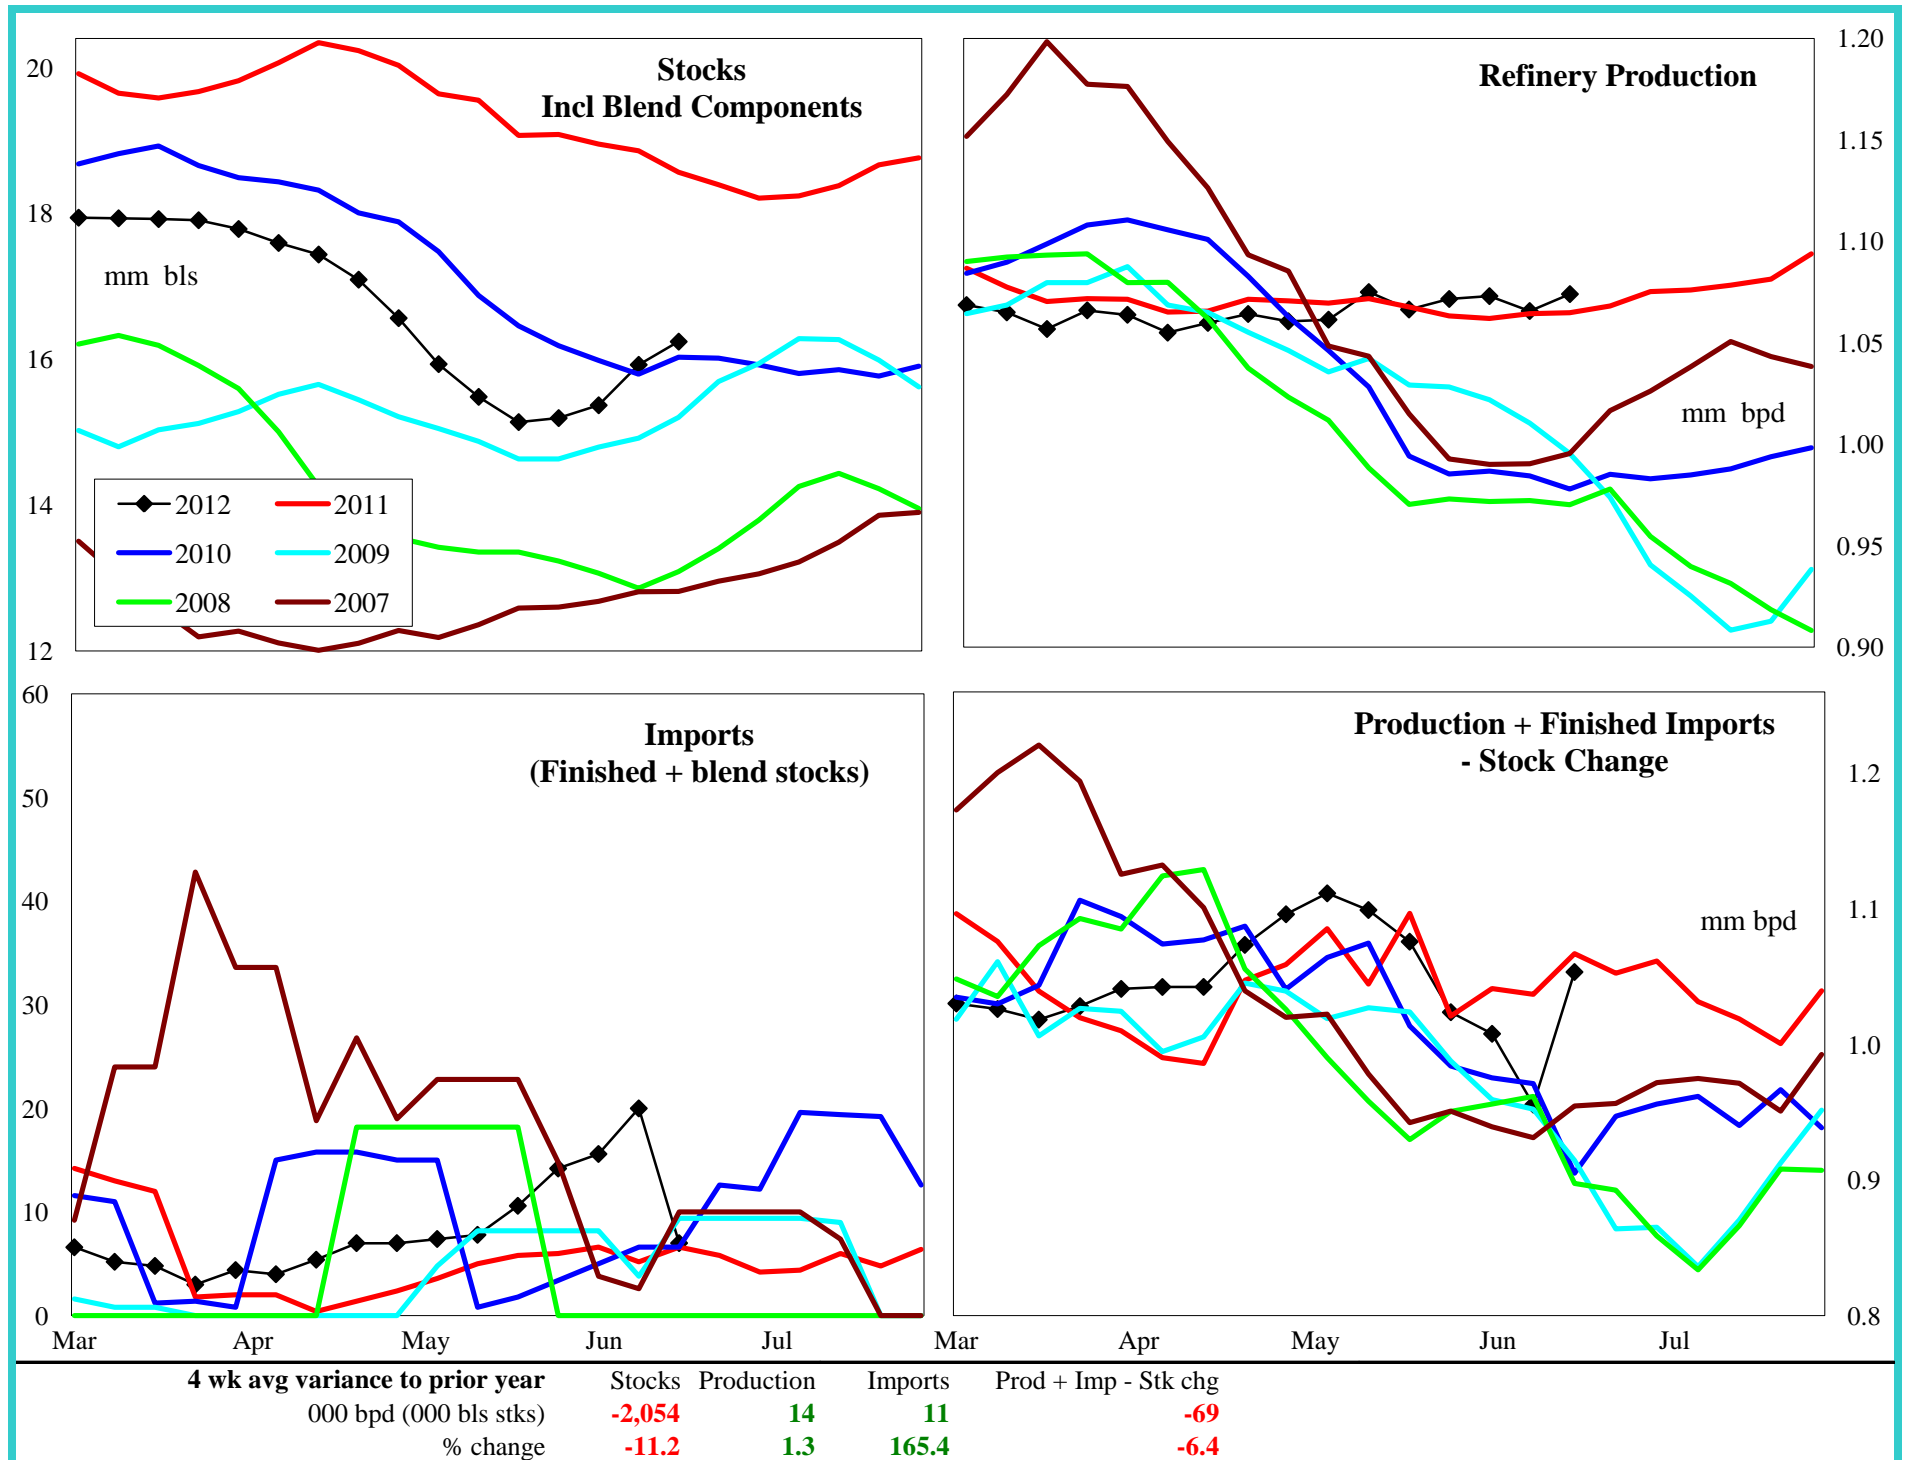 Stocks
Incl Blend Components
mm bls
20
18
16
14
12
2012 2011
2010 2009
2008 2007
Refinery Production
mm bpd
1.20
1.15
1.10
1.05
1.00
0.95
0.90
Imports
(Finished + blend stocks)
60
50
40
30
20
10
0
Mar Apr May Jun Jul
Production + Finished Imports
- Stock Change
mm bpd
1.2
1.1
1.0
0.9
0.8
Mar Apr May Jun Jul
4 wk avg variance to prior year Stocks Production Imports Prod + Imp - Stk chg
000 bpd (000 bls stks) -2,054 14 11 -69
% change -11.2 1.3 165.4 -6.4